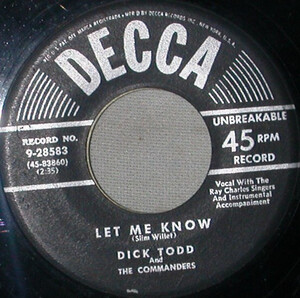 DECCA
RECORD NO.
9-28583
(45-83860)
(2:35)
UNBREAKABLE
45 RPM
RECORD
Vocal With The
Ray Charles Singers
And Instrumental
Accompaniment
LET ME KNOW
(Slim Willet)
DICK TODD
And
THE COMMANDERS